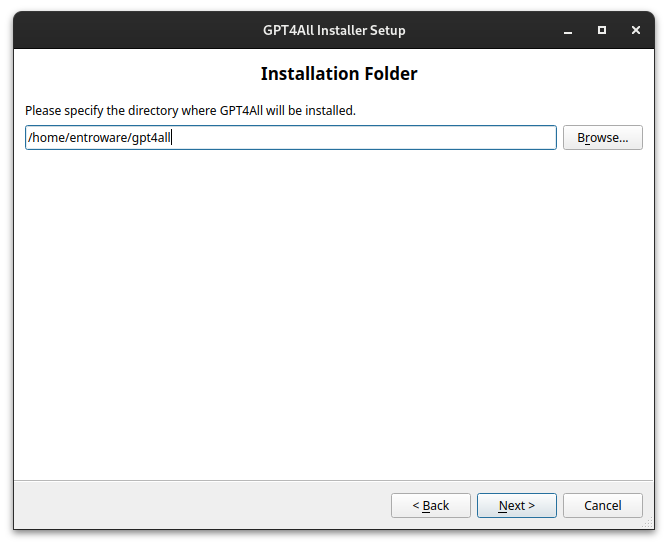 GPT4All Installer Setup
Installation Folder
Please specify the directory where GPT4All will be installed.
/home/entroware/gpt4all
Browse...
< Back
Next >
Cancel